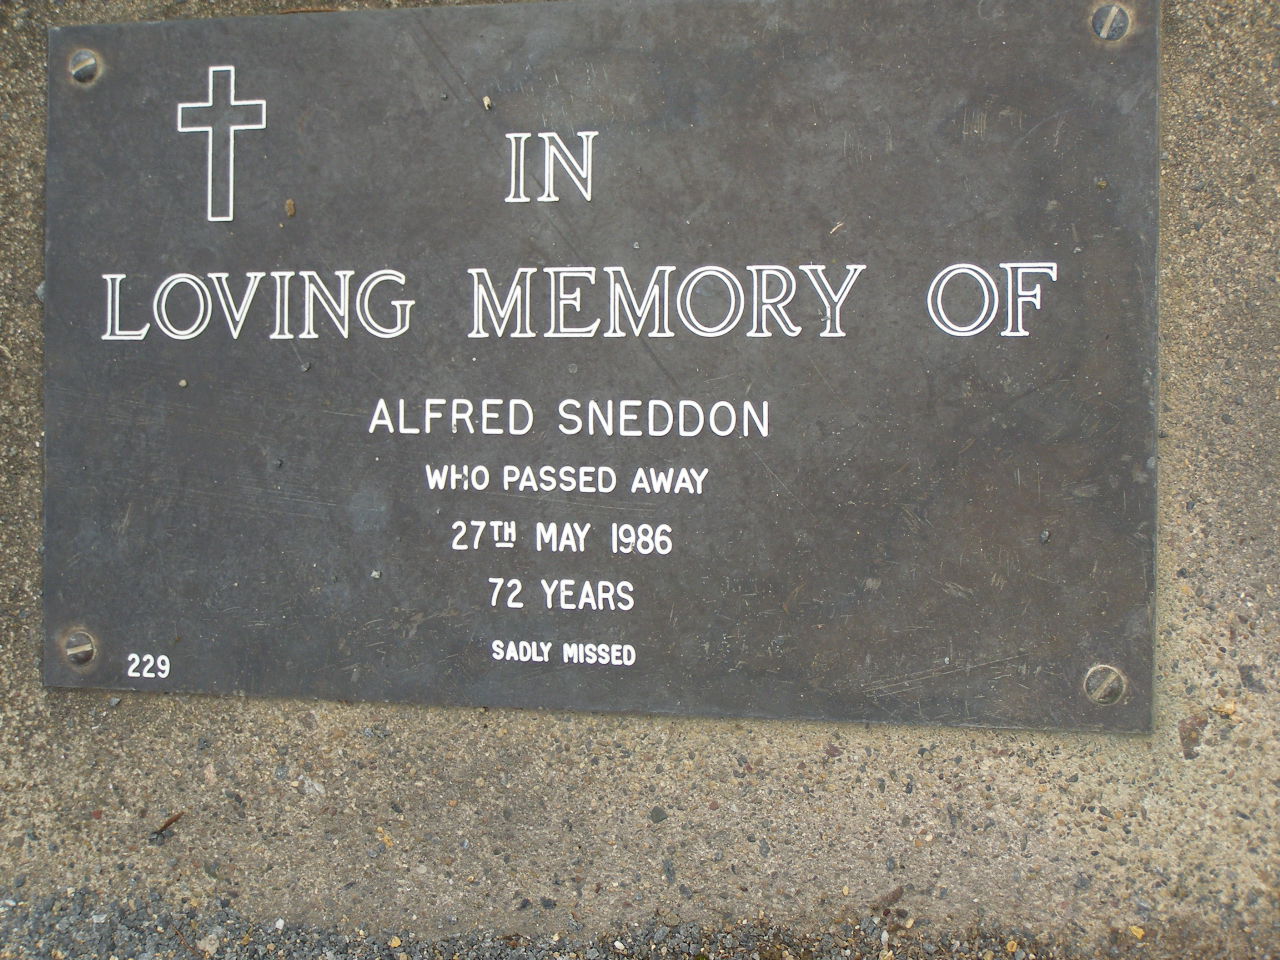 IN
LOVING MEMORY OF
ALFRED SNEDDON
WHO PASSED AWAY
27TH MAY 1986
72 YEARS
SADLY MISSED
229